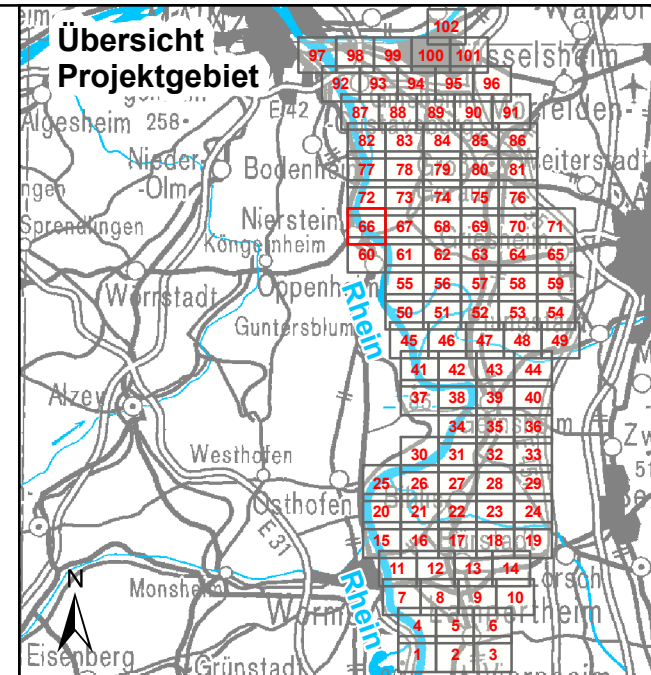 Übersicht
Projektgebiet
102
97 98 99 100 101
sselsheim
92 93 94 95 96
E 42
87 88 89 90 91
Algesheim 258
82 83 84 85 86
Nieder-
-Olm
Bodenhei
77 78 79 80 81
eiterstadt
72 73 74 75 76
Sprendlingen
Nierstein
66 67 68 69 70 71
Köngernheim
60 61 62 63 64 65
Wörrstadt
Oppenh
55 56 57 58 59
Rhein
50 51 52 53 54
Guntersblum
45 46 47 48 49
41 42 43 44
Alzey
37 38 39 40
34 35 36
Westhofen
30 31 32 33
25 26 27 28 29
Osthofen
20 21 22 23 24
E 31
15 16 17 18 19
11 12 13 14
orsch
N
Monsheim
7 8 9 10
Worm
Rhein
4 5 6
Eisenberg
Grünstadt
1 2 3